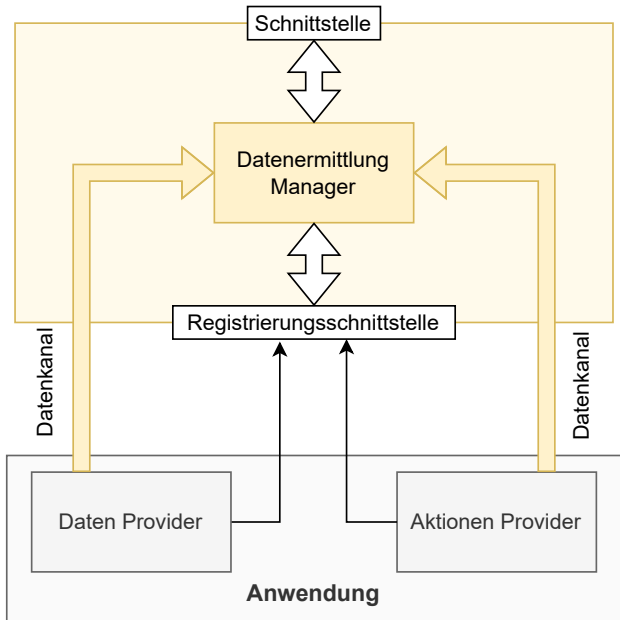 Schnittstelle
Datenermittlung
Manager
Registrierungsschnittstelle
Datenkanal
Datenkanal
Daten Provider
Aktionen Provider
Anwendung